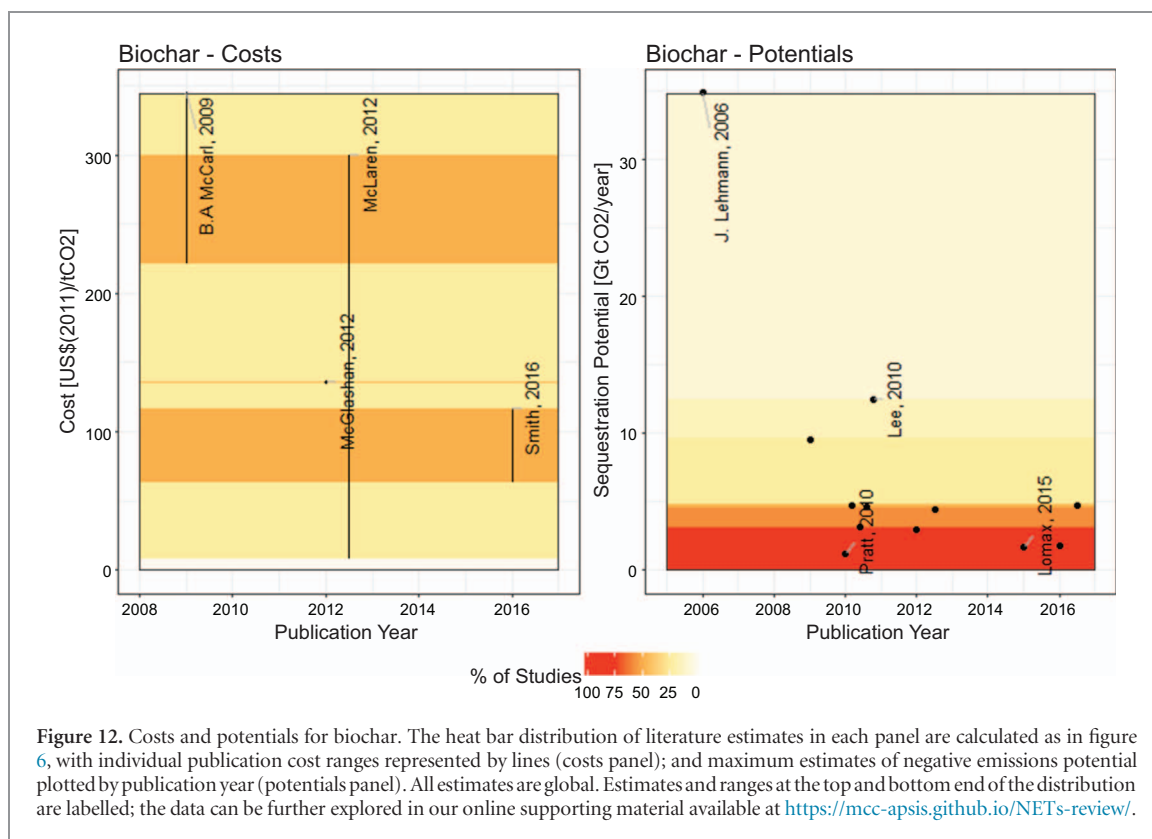 Biochar - Costs
Cost [US$(2011)/tCO2]
300
200
100
0
B.A McCarl, 2009
McLaren, 2012
McGlashan, 2012
Smith, 2016
2008 2010 2012 2014 2016
Publication Year
Biochar - Potentials
Sequestration Potential [Gt CO2/year]
30
20
10
0
J. Lehmann, 2006
Lee, 2010
Pratt, 2010
Lomax, 2015
2006 2008 2010 2012 2014 2016
Publication Year
% of Studies
100 75 50 25 0
Figure 12. Costs and potentials for biochar. The heat bar distribution of literature estimates in each panel are calculated as in figure
6, with individual publication cost ranges represented by lines (costs panel); and maximum estimates of negative emissions potential
plotted by publication year (potentials panel). All estimates are global. Estimates and ranges at the top and bottom end of the distribution
are labelled; the data can be further explored in our online supporting material available at https://mcc-apsis.github.io/NETs-review/.